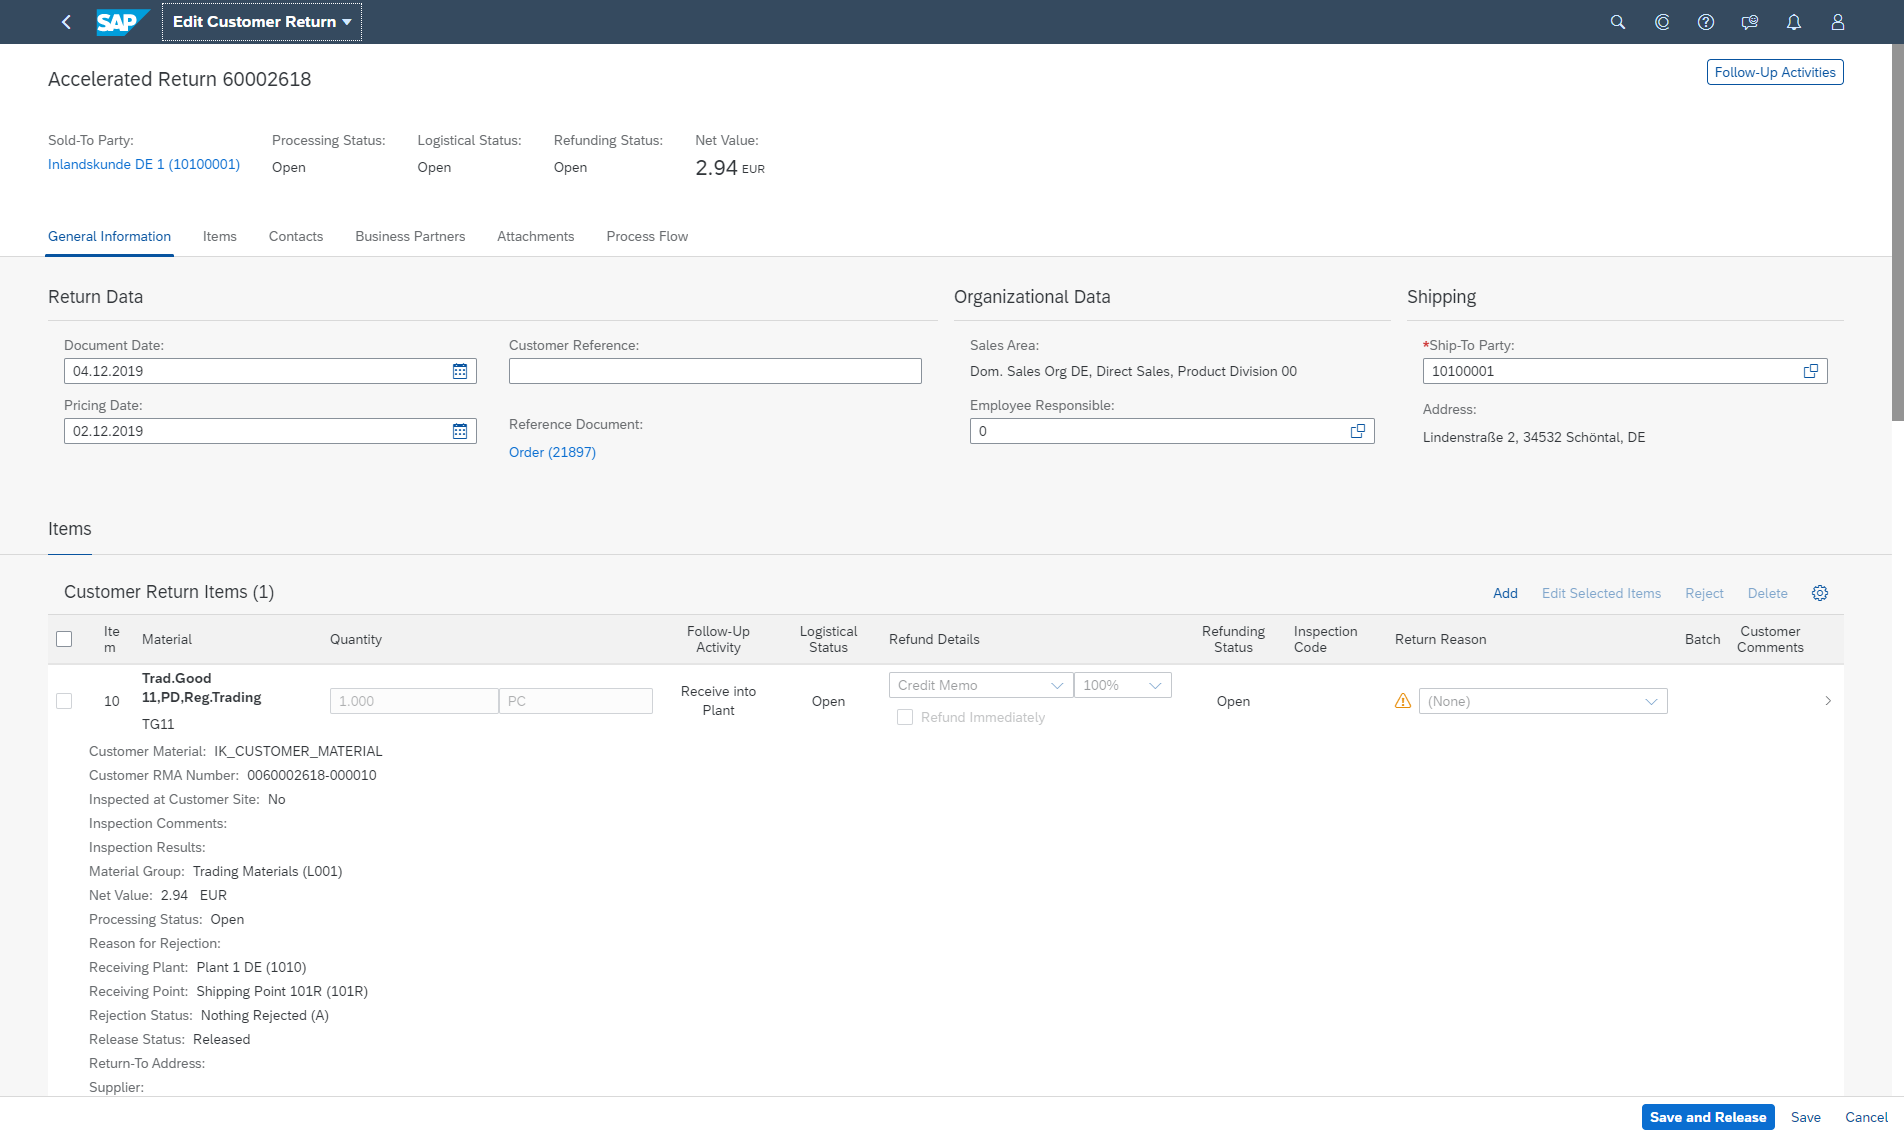 SAP Edit Customer Return
Accelerated Return 60002618
Follow-Up Activities
Sold-To Party: Processing Status: Logistical Status: Refunding Status: Net Value:
Inlandskunde DE 1 (10100001) Open Open Open 2.94 EUR
General Information Items Contacts Business Partners Attachments Process Flow
Return Data Organizational Data Shipping
Document Date: Customer Reference: Sales Area: *Ship-To Party:
04.12.2019 Dom. Sales Org DE, Direct Sales, Product Division 00 10100001
Pricing Date: Employee Responsible: Address:
02.12.2019 Reference Document: 0 Lindenstraße 2, 34532 Schöntal, DE
Order (21897)
Items
Customer Return Items (1) Add Edit Selected Items Reject Delete
Ite
m Material Quantity Follow-Up
Activity Logistical
Status Refund Details Refunding
Status Inspection
Code Return Reason Batch Customer
Comments
10 Trad.Good
11,PD,Reg.Trading
TG11
1.000 PC Receive into
Plant Open Credit Memo 100%
Refund Immediately
Open (None)
Customer Material: IK_CUSTOMER_MATERIAL
Customer RMA Number: 0060002618-000010
Inspected at Customer Site: No
Inspection Comments:
Inspection Results:
Material Group: Trading Materials (L001)
Net Value: 2.94 EUR
Processing Status: Open
Reason for Rejection:
Receiving Plant: Plant 1 DE (1010)
Receiving Point: Shipping Point 101R (101R)
Rejection Status: Nothing Rejected (A)
Release Status: Released
Return-To Address:
Supplier:
Save and Release Save Cancel